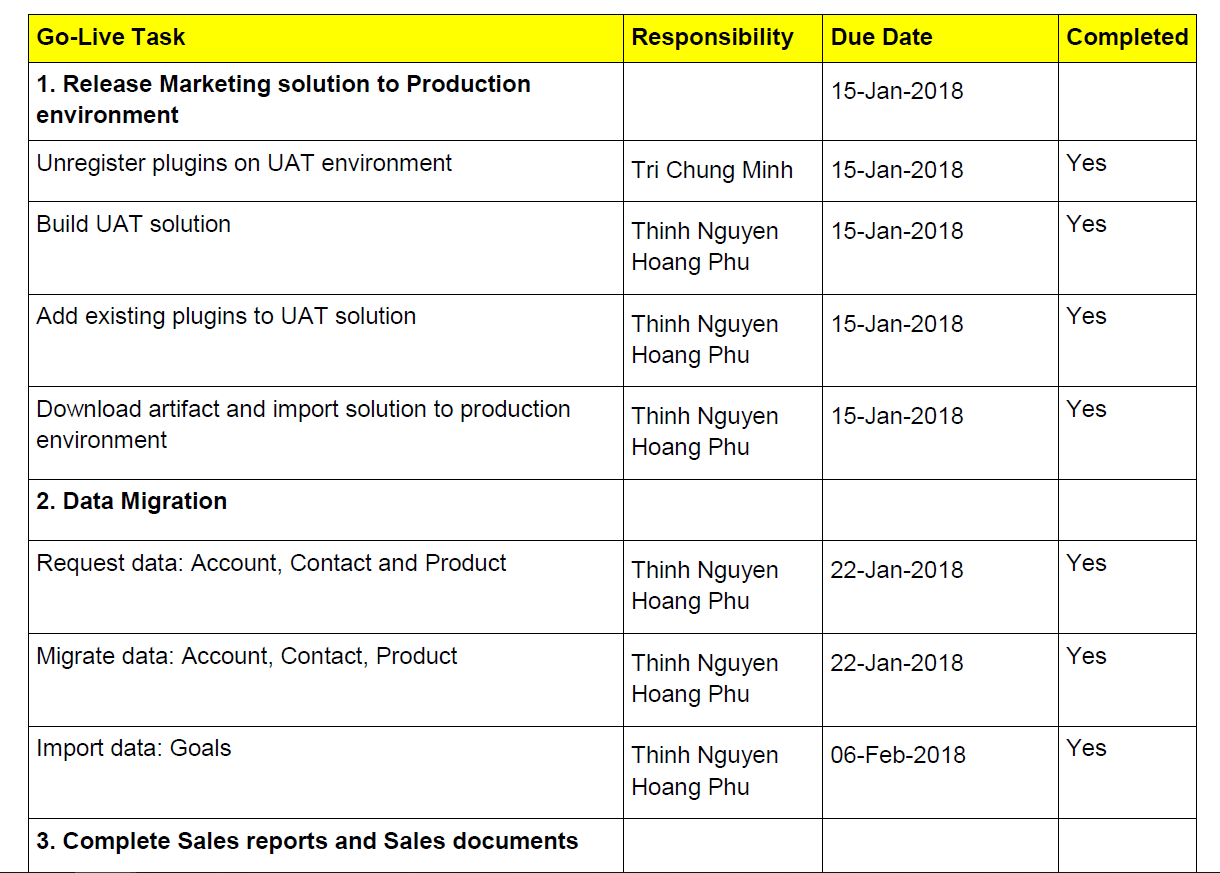 Go-Live Task Responsibility Due Date Completed
1. Release Marketing solution to Production
environment
15-Jan-2018
Unregister plugins on UAT environment
Tri Chung Minh
15-Jan-2018
Yes
Build UAT solution
Thinh Nguyen
Hoang Phu
15-Jan-2018
Yes
Add existing plugins to UAT solution
Thinh Nguyen
Hoang Phu
15-Jan-2018
Yes
Download artifact and import solution to production
environment
Thinh Nguyen
Hoang Phu
15-Jan-2018
Yes
2. Data Migration
Request data: Account, Contact and Product
Thinh Nguyen
Hoang Phu
22-Jan-2018
Yes
Migrate data: Account, Contact, Product
Thinh Nguyen
Hoang Phu
22-Jan-2018
Yes
Import data: Goals
Thinh Nguyen
Hoang Phu
06-Feb-2018
Yes
3. Complete Sales reports and Sales documents